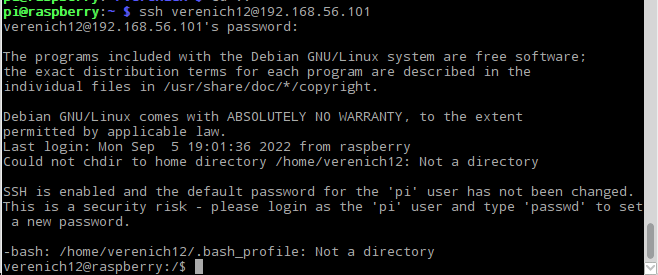 pi@raspberry:~ $ ssh verenich12@192.168.56.101
verenich12@192.168.56.101's password:
The programs included with the Debian GNU/Linux system are free software;
the exact distribution terms for each program are described in the
individual files in /usr/share/doc/*/copyright.
Debian GNU/Linux comes with ABSOLUTELY NO WARRANTY, to the extent
permitted by applicable law.
Last login: Mon Sep  5 19:01:36 2022 from raspberry
Could not chdir to home directory /home/verenich12: Not a directory
SSH is enabled and the default password for the 'pi' user has not been changed.
This is a security risk - please login as the 'pi' user and type 'passwd' to set
 a new password.
-bash: /home/verenich12/.bash_profile: Not a directory
verenich12@raspberry:/$